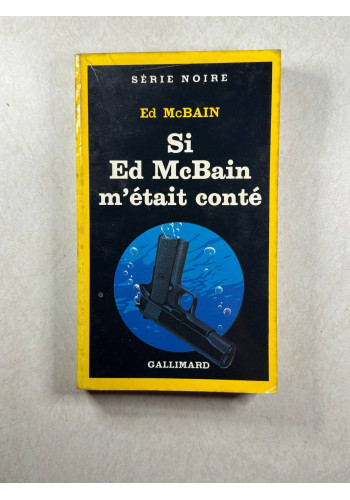 SÉRIE NOIRE
ED MCBAIN
Si
Ed McBain
m'était conté
GALLIMARD